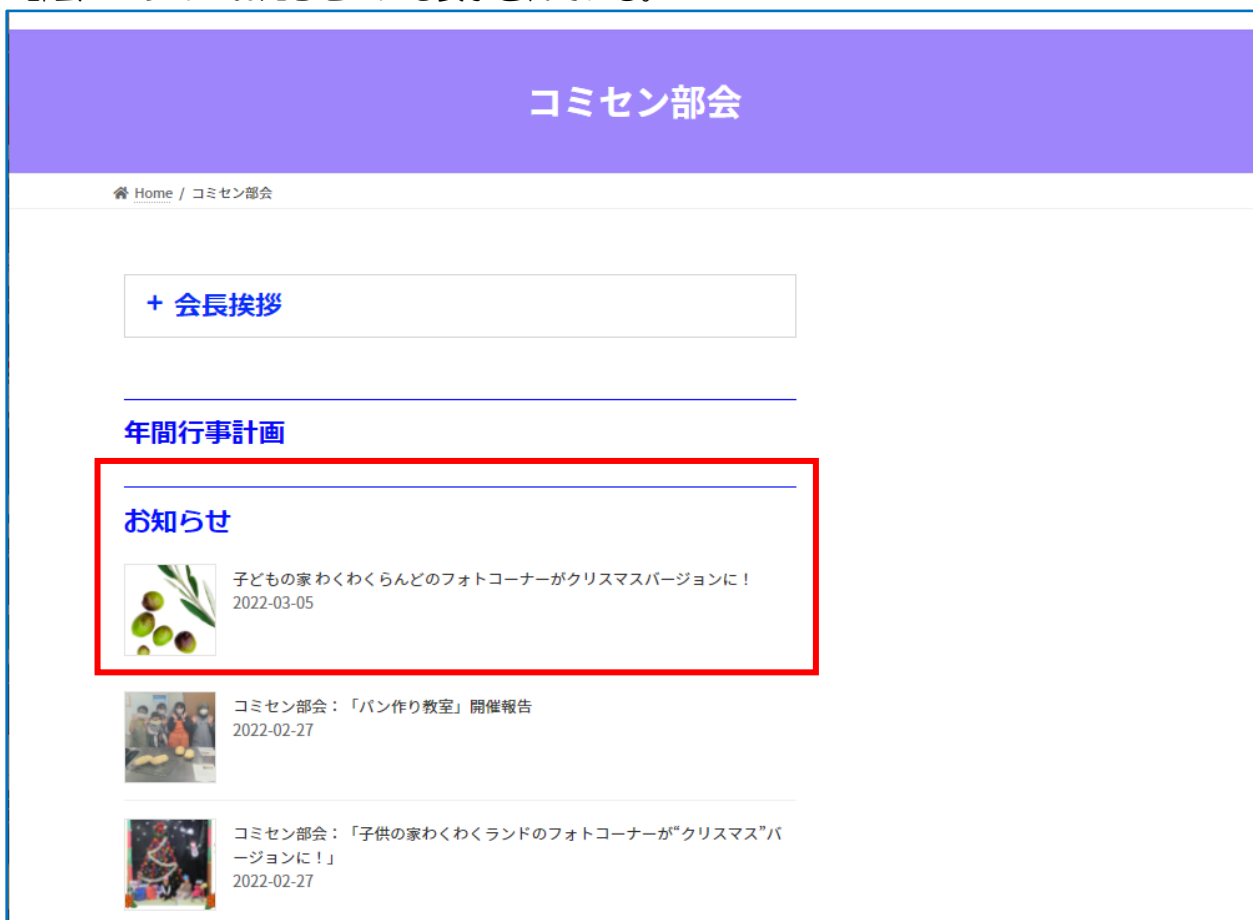 コミセン部会
Home / コミセン部会
+ 会長挨拶
年間行事計画
お知らせ
子どもの家 わくわくらんどのフォトコーナーがクリスマスバージョンに！
2022-03-05
コミセン部会：「パン作り教室」開催報告
2022-02-27
コミセン部会：「子供の家わくわくランドのフォトコーナーが“クリスマス”バ
ージョンに！」
2022-02-27